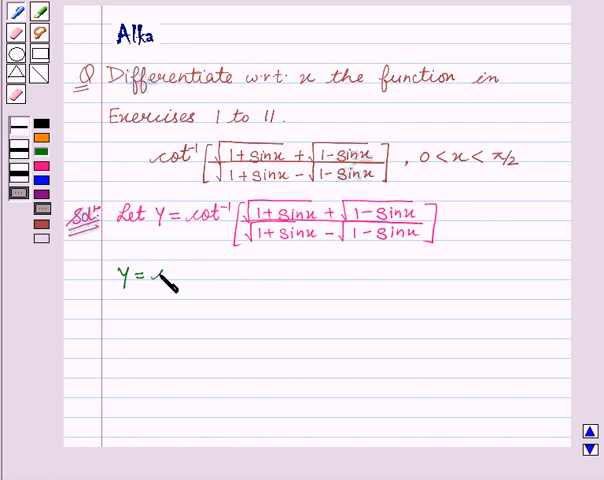 Alka
Q Differentiate w.r.t. x the function in
Exercises 1 to 11.
cot⁻¹ [ (√(1+sinx) + √(1-sinx)) / (√(1+sinx) - √(1-sinx)) ] , 0 < x < π/2
Solⁿ: Let Y = cot⁻¹ [ (√(1+sinx) + √(1-sinx)) / (√(1+sinx) - √(1-sinx)) ]
Y =